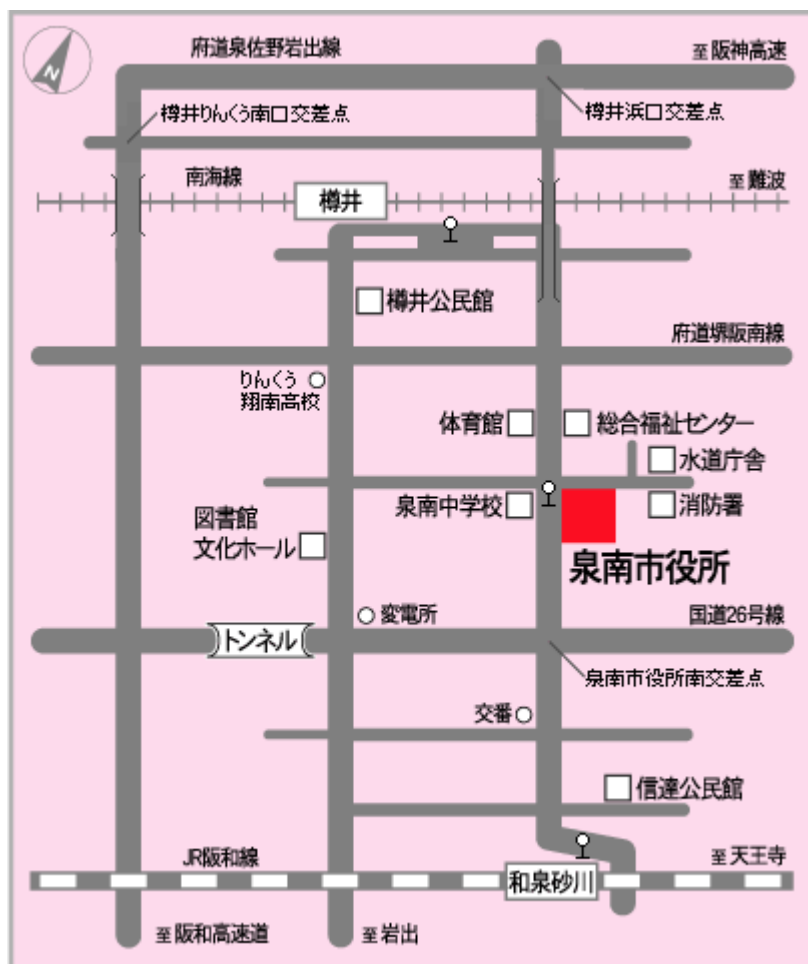 府道泉佐野岩出線
至阪神高速
N
樽井りんくう南口交差点
樽井浜口交差点
南海線
至難波
樽井
樽井公民館
府道堺阪南線
りんくう
翔南高校
体育館
総合福祉センター
水道庁舎
泉南中学校
消防署
図書館
文化ホール
泉南市役所
変電所
国道26号線
トンネル
泉南市役所南交差点
交番
信達公民館
JR阪和線
至天王寺
和泉砂川
至阪和高速道
至岩出